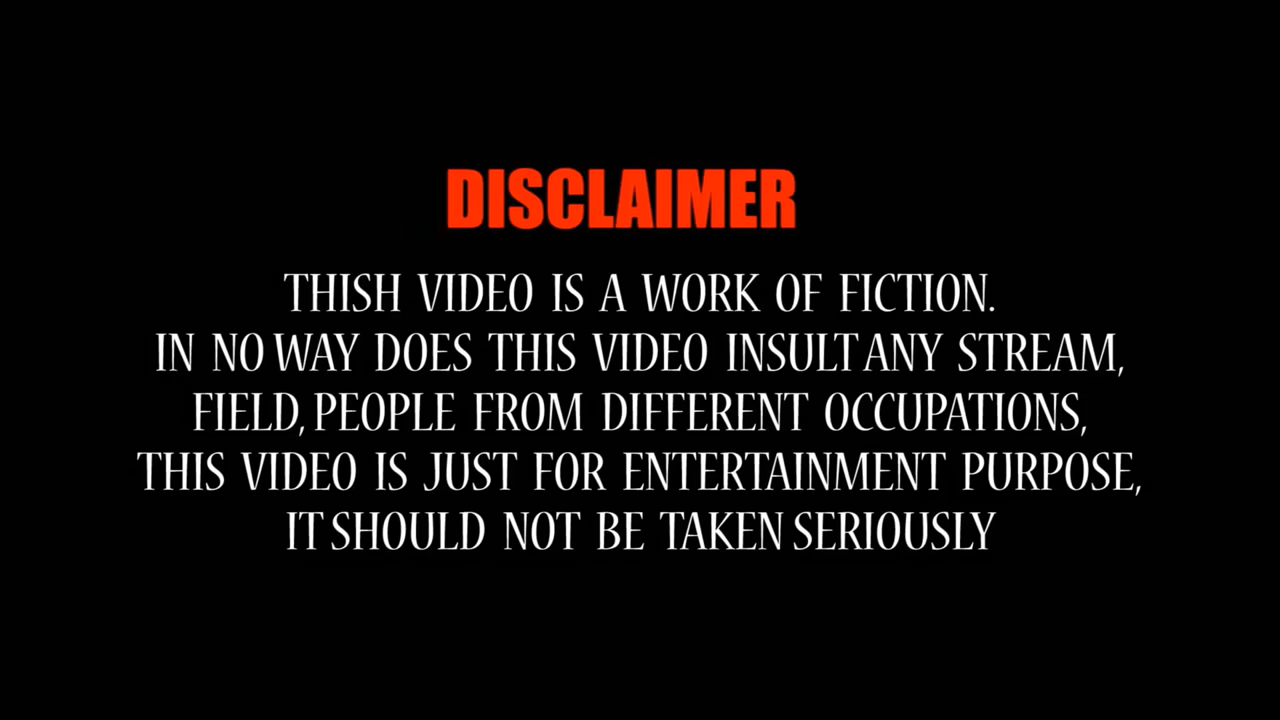 DISCLAIMER
THISH VIDEO IS A WORK OF FICTION.
IN NO WAY DOES THIS VIDEO INSULT ANY STREAM,
FIELD, PEOPLE FROM DIFFERENT OCCUPATIONS,
THIS VIDEO IS JUST FOR ENTERTAINMENT PURPOSE,
IT SHOULD NOT BE TAKEN SERIOUSLY